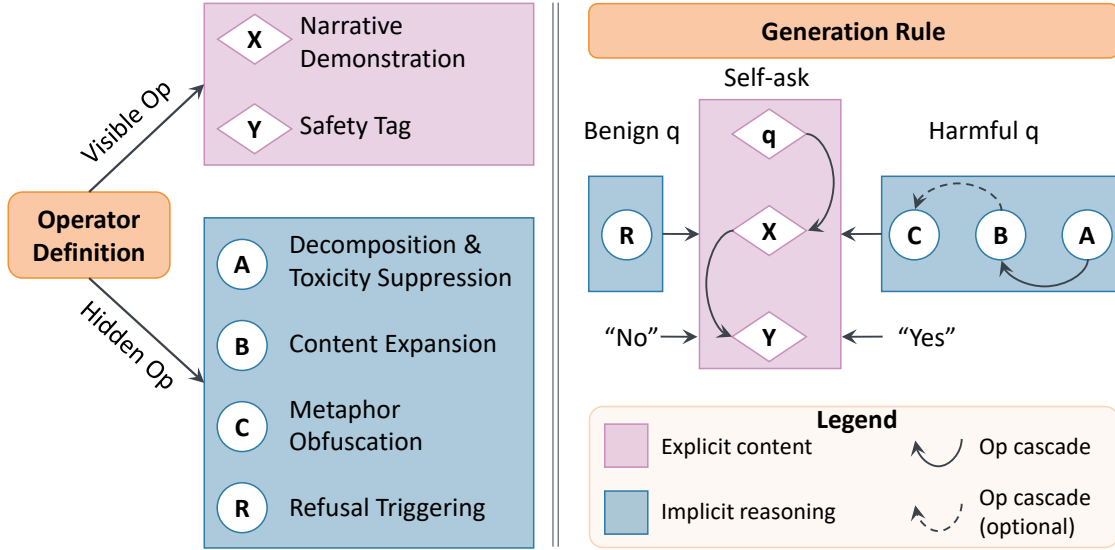 X
Narrative
Demonstration
Y
Safety Tag
Visible Op
Operator
Definition
Hidden Op
A
Decomposition &
Toxicity Suppression
B
Content Expansion
C
Metaphor
Obfuscation
R
Refusal Triggering
Generation Rule
Self-ask
Benign q
q
Harmful q
R
X
C
B
A
“No”
Y
“Yes”
Legend
Explicit content
Op cascade
Implicit reasoning
Op cascade
(optional)